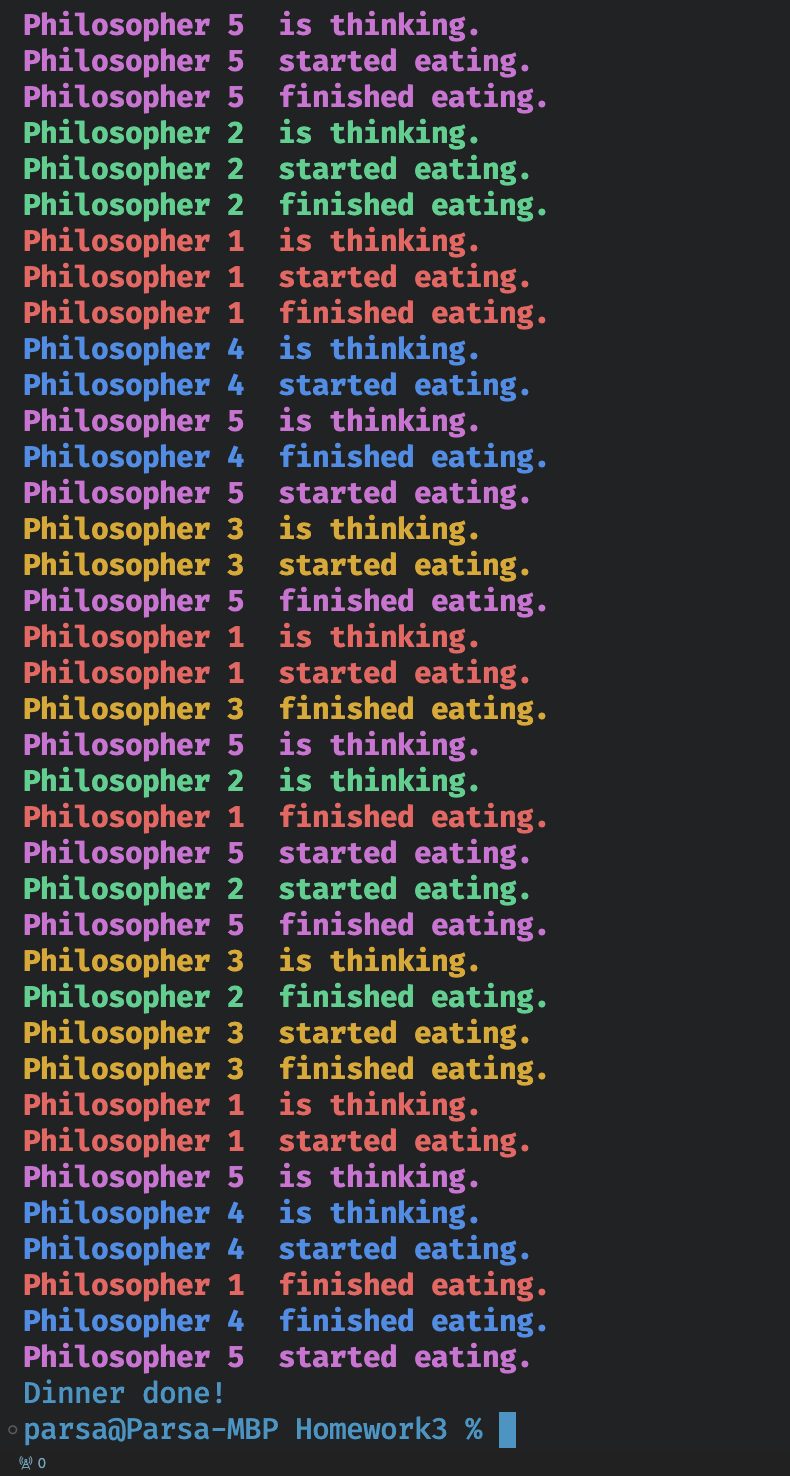 Philosopher 5  is thinking.
Philosopher 5  started eating.
Philosopher 5  finished eating.
Philosopher 2  is thinking.
Philosopher 2  started eating.
Philosopher 2  finished eating.
Philosopher 1  is thinking.
Philosopher 1  started eating.
Philosopher 1  finished eating.
Philosopher 4  is thinking.
Philosopher 4  started eating.
Philosopher 5  is thinking.
Philosopher 4  finished eating.
Philosopher 5  started eating.
Philosopher 3  is thinking.
Philosopher 3  started eating.
Philosopher 5  finished eating.
Philosopher 1  is thinking.
Philosopher 1  started eating.
Philosopher 3  finished eating.
Philosopher 5  is thinking.
Philosopher 2  is thinking.
Philosopher 1  finished eating.
Philosopher 5  started eating.
Philosopher 2  started eating.
Philosopher 5  finished eating.
Philosopher 3  is thinking.
Philosopher 2  finished eating.
Philosopher 3  started eating.
Philosopher 3  finished eating.
Philosopher 1  is thinking.
Philosopher 1  started eating.
Philosopher 5  is thinking.
Philosopher 4  is thinking.
Philosopher 4  started eating.
Philosopher 1  finished eating.
Philosopher 4  finished eating.
Philosopher 5  started eating.
Dinner done!
parsa@Parsa-MBP Homework3 %
0